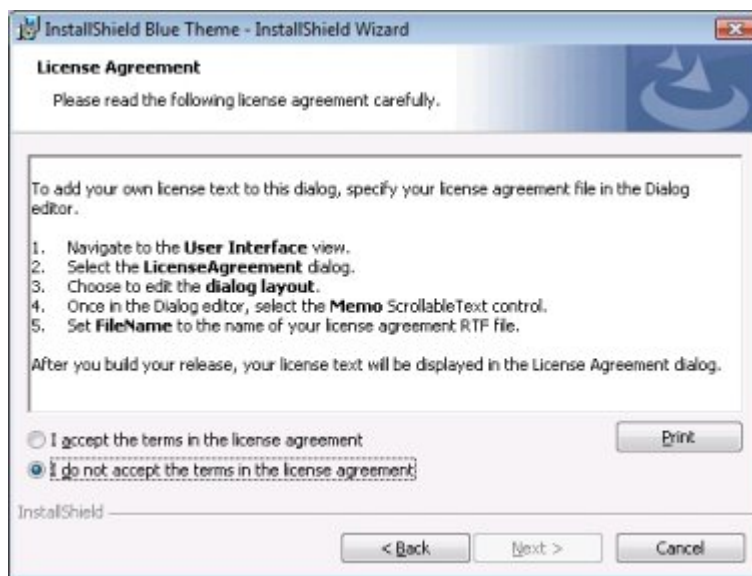 InstallShield Blue Theme - InstallShield Wizard
License Agreement
Please read the following license agreement carefully.
To add your own license text to this dialog, specify your license agreement file in the Dialog
editor.
1. Navigate to the User Interface view.
2. Select the LicenseAgreement dialog.
3. Choose to edit the dialog layout.
4. Once in the Dialog editor, select the Memo ScrollableText control.
5. Set FileName to the name of your license agreement RTF file.
After you build your release, your license text will be displayed in the License Agreement dialog.
I accept the terms in the license agreement
Print
I do not accept the terms in the license agreement
InstallShield
< Back Next > Cancel